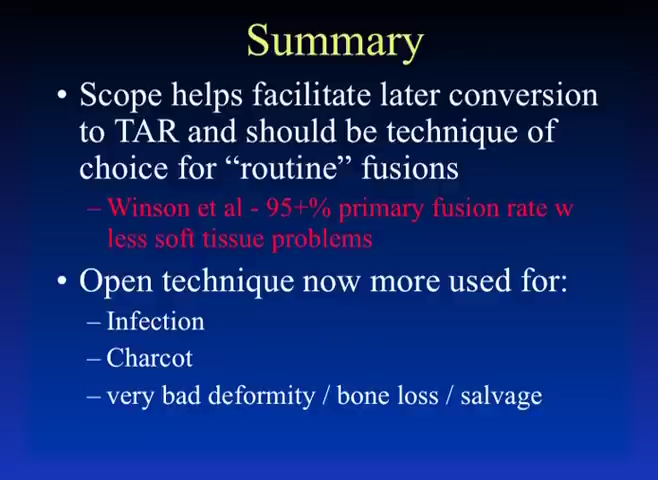 Summary
• Scope helps facilitate later conversion
to TAR and should be technique of
choice for “routine” fusions
– Winson et al - 95+% primary fusion rate w
less soft tissue problems
• Open technique now more used for:
– Infection
– Charcot
– very bad deformity / bone loss / salvage